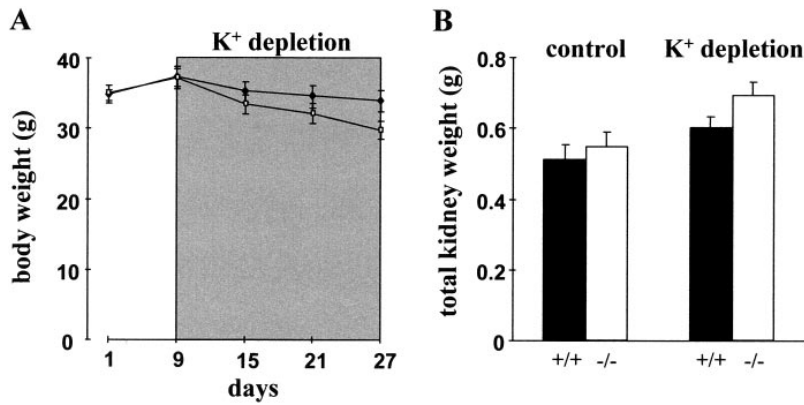 A
K⁺ depletion
body weight (g)
40
30
20
10
0
1
9
15
21
27
days
B
control
K⁺ depletion
total kidney weight (g)
0.8
0.6
0.4
0.2
0
+/+
-/-
+/+
-/-